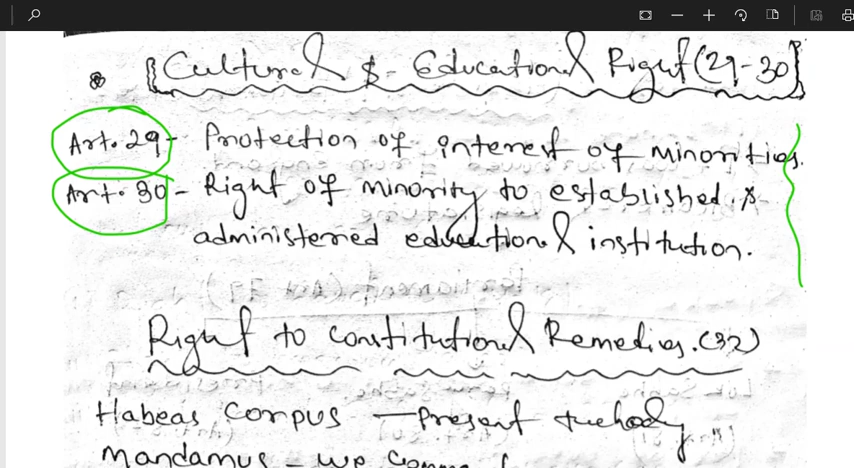 [Cultural & Educational Right (29-30]
Art. 29 - Protection of interest of minorities.
Art. 30 - Right of minority to established &
administerred educational institution.
Right to constitutional Remedies. (32)
Habeas Corpus - Present the body
Mandamus - we